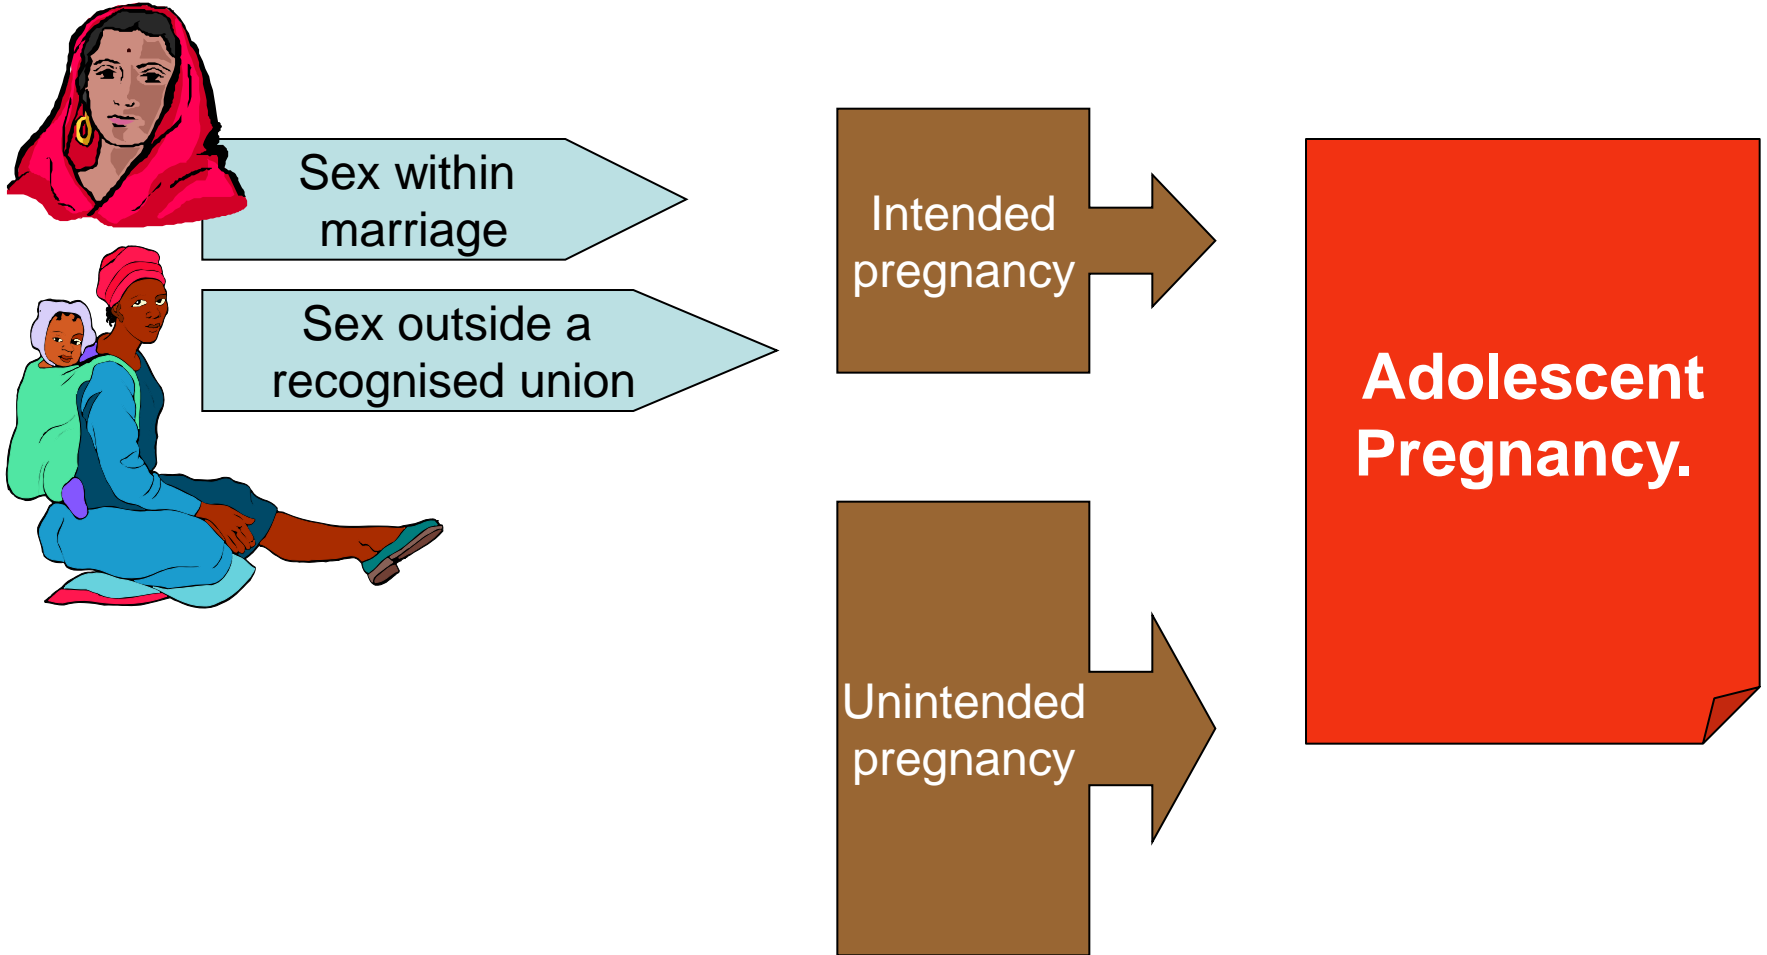 Sex within
marriage
Sex outside a
recognised union
Intended
pregnancy
Unintended
pregnancy
Adolescent
Pregnancy.